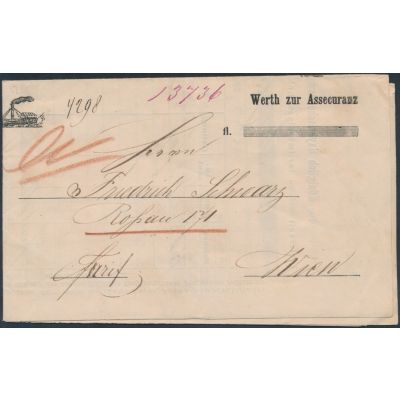 4298
13736
Werth zur Assecuranz
fl.
Herrn
Friedrich Schwarz
Roßau 171
Wien